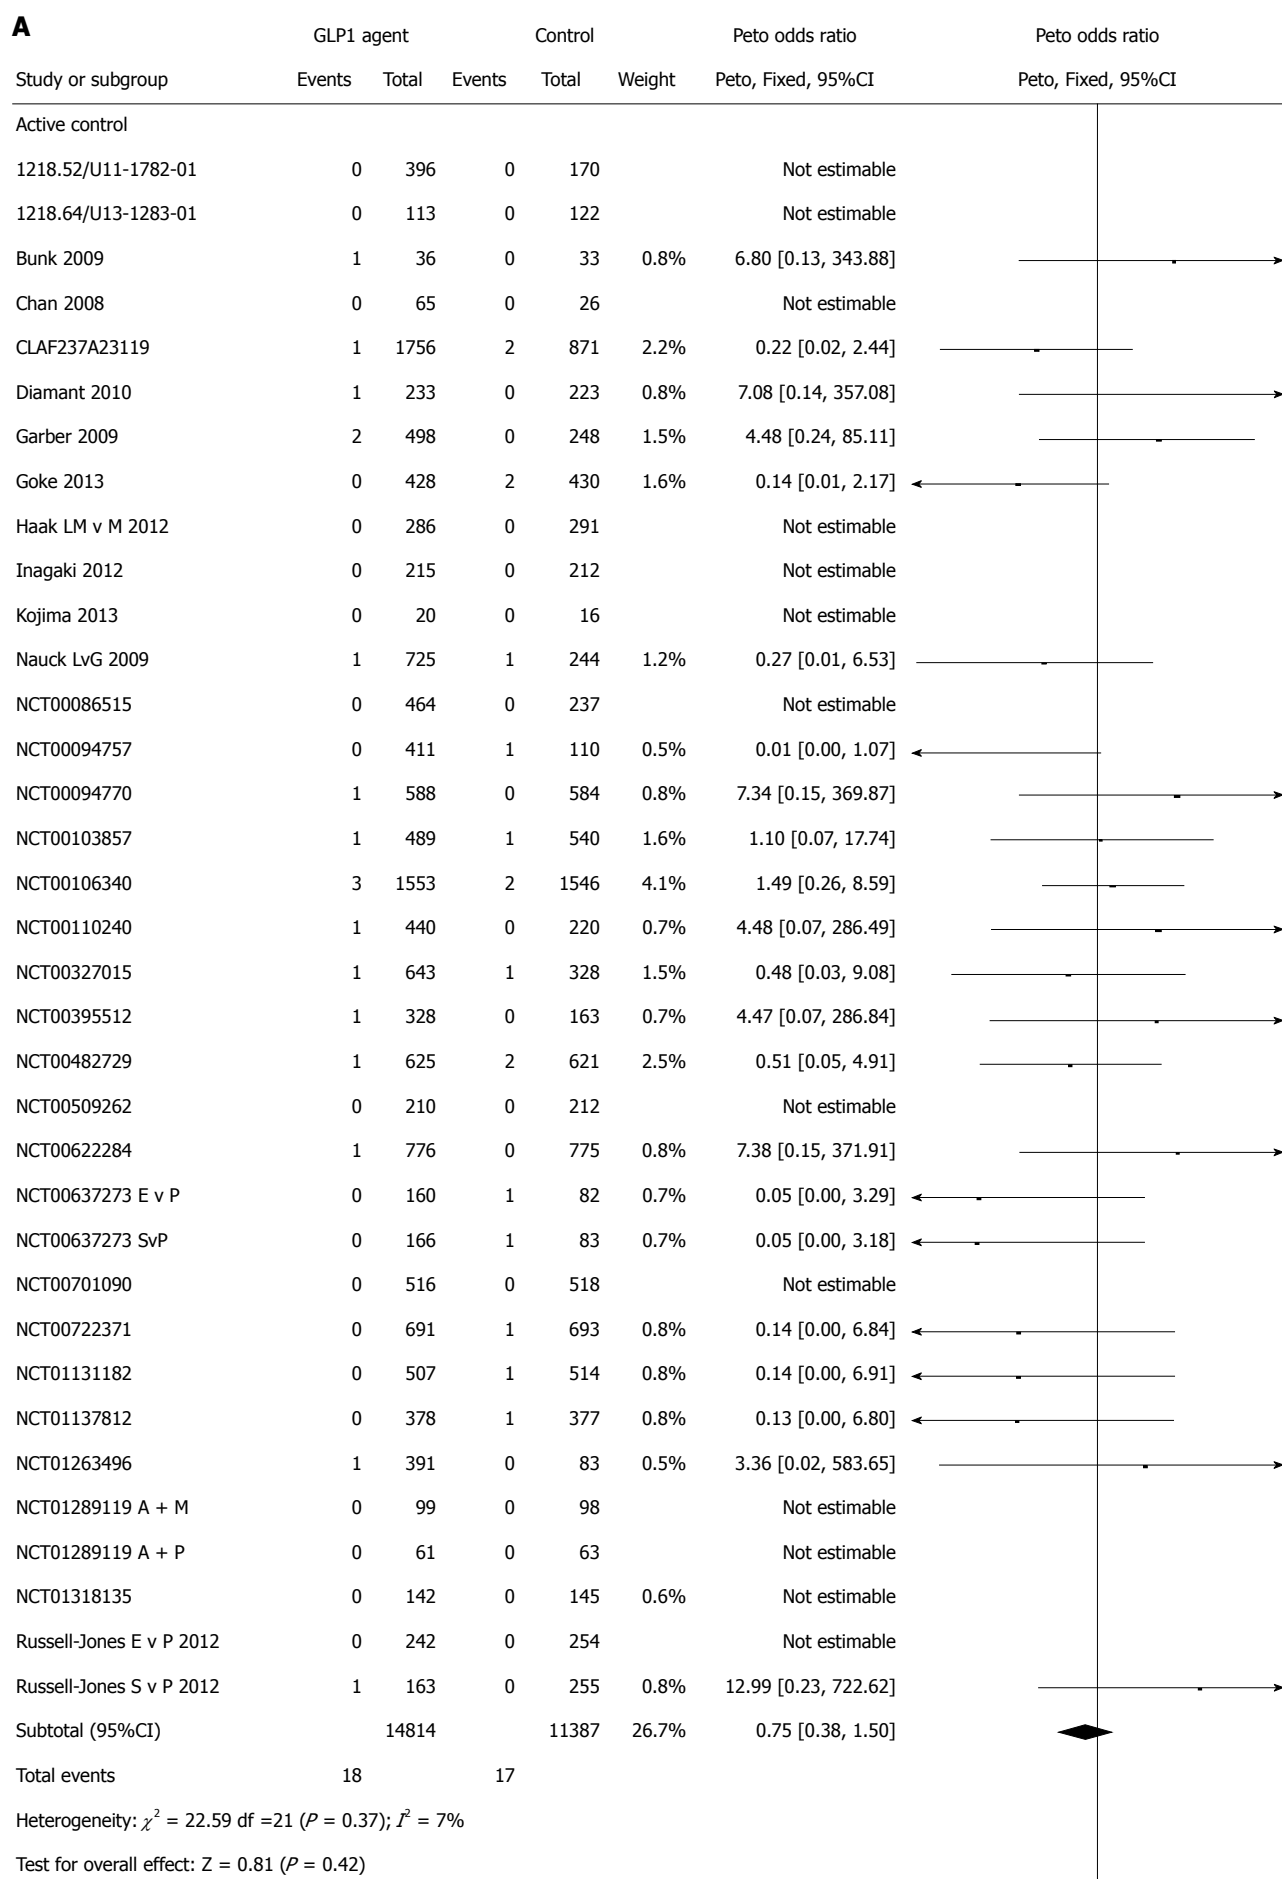 A
GLP1 agent Control Peto odds ratio Peto odds ratio
Study or subgroup Events Total Events Total Weight Peto, Fixed, 95%CI Peto, Fixed, 95%CI
Active control
1218.52/U11-1782-01 0 396 0 170 Not estimable
1218.64/U13-1283-01 0 113 0 122 Not estimable
Bunk 2009 1 36 0 33 0.8% 6.80 [0.13, 343.88]
Chan 2008 0 65 0 26 Not estimable
CLAF237A23119 1 1756 2 871 2.2% 0.22 [0.02, 2.44]
Diamant 2010 1 233 0 223 0.8% 7.08 [0.14, 357.08]
Garber 2009 2 498 0 248 1.5% 4.48 [0.24, 85.11]
Goke 2013 0 428 2 430 1.6% 0.14 [0.01, 2.17]
Haak LM v M 2012 0 286 0 291 Not estimable
Inagaki 2012 0 215 0 212 Not estimable
Kojima 2013 0 20 0 16 Not estimable
Nauck LvG 2009 1 725 1 244 1.2% 0.27 [0.01, 6.53]
NCT00086515 0 464 0 237 Not estimable
NCT00094757 0 411 1 110 0.5% 0.01 [0.00, 1.07]
NCT00094770 1 588 0 584 0.8% 7.34 [0.15, 369.87]
NCT00103857 1 489 1 540 1.6% 1.10 [0.07, 17.74]
NCT00106340 3 1553 2 1546 4.1% 1.49 [0.26, 8.59]
NCT00110240 1 440 0 220 0.7% 4.48 [0.07, 286.49]
NCT00327015 1 643 1 328 1.5% 0.48 [0.03, 9.08]
NCT00395512 1 328 0 163 0.7% 4.47 [0.07, 286.84]
NCT00482729 1 625 2 621 2.5% 0.51 [0.05, 4.91]
NCT00509262 0 210 0 212 Not estimable
NCT00622284 1 776 0 775 0.8% 7.38 [0.15, 371.91]
NCT00637273 E v P 0 160 1 82 0.7% 0.05 [0.00, 3.29]
NCT00637273 SvP 0 166 1 83 0.7% 0.05 [0.00, 3.18]
NCT00701090 0 516 0 518 Not estimable
NCT00722371 0 691 1 693 0.8% 0.14 [0.00, 6.84]
NCT01131182 0 507 1 514 0.8% 0.14 [0.00, 6.91]
NCT01137812 0 378 1 377 0.8% 0.13 [0.00, 6.80]
NCT01263496 1 391 0 83 0.5% 3.36 [0.02, 583.65]
NCT01289119 A + M 0 99 0 98 Not estimable
NCT01289119 A + P 0 61 0 63 Not estimable
NCT01318135 0 142 0 145 0.6% Not estimable
Russell-Jones E v P 2012 0 242 0 254 Not estimable
Russell-Jones S v P 2012 1 163 0 255 0.8% 12.99 [0.23, 722.62]
Subtotal (95%CI) 14814 11387 26.7% 0.75 [0.38, 1.50]
Total events 18 17
Heterogeneity: χ² = 22.59 df =21 (P = 0.37); I² = 7%
Test for overall effect: Z = 0.81 (P = 0.42)